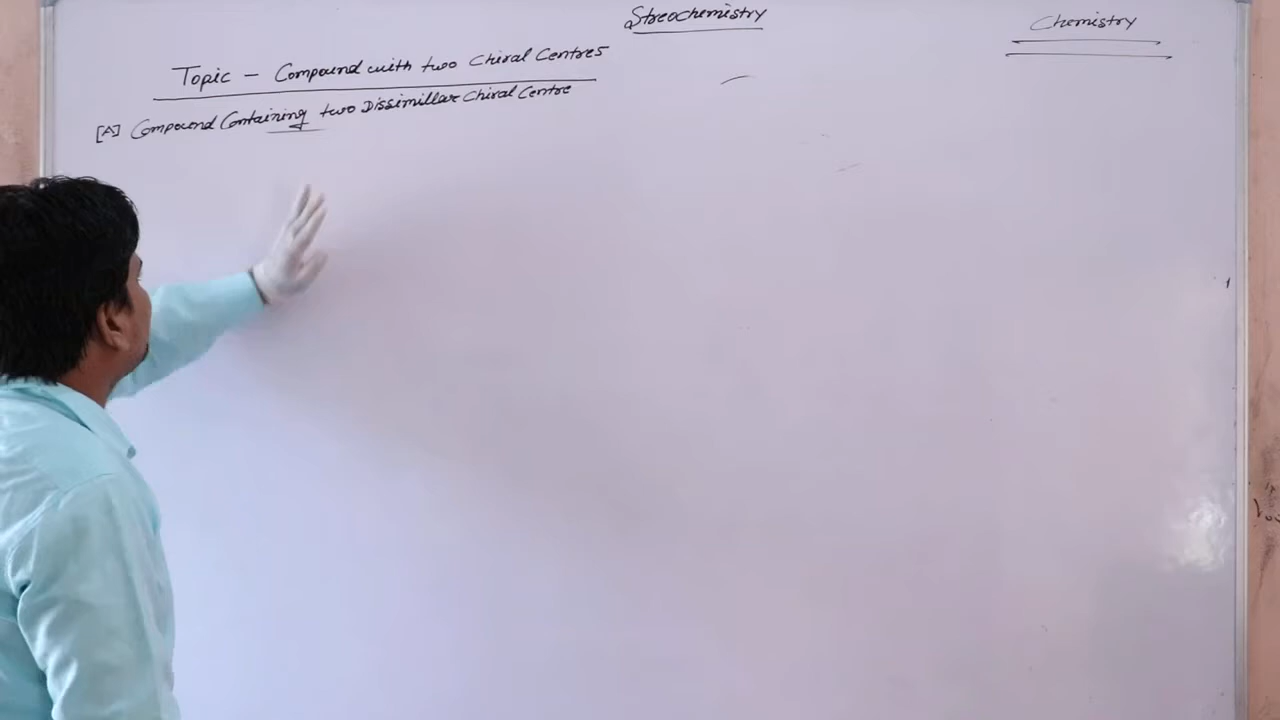 Streochemistry
Chemistry
Topic - Compound with two Chiral Centres
[A] Compound Containing two Dissimillar Chiral Centre